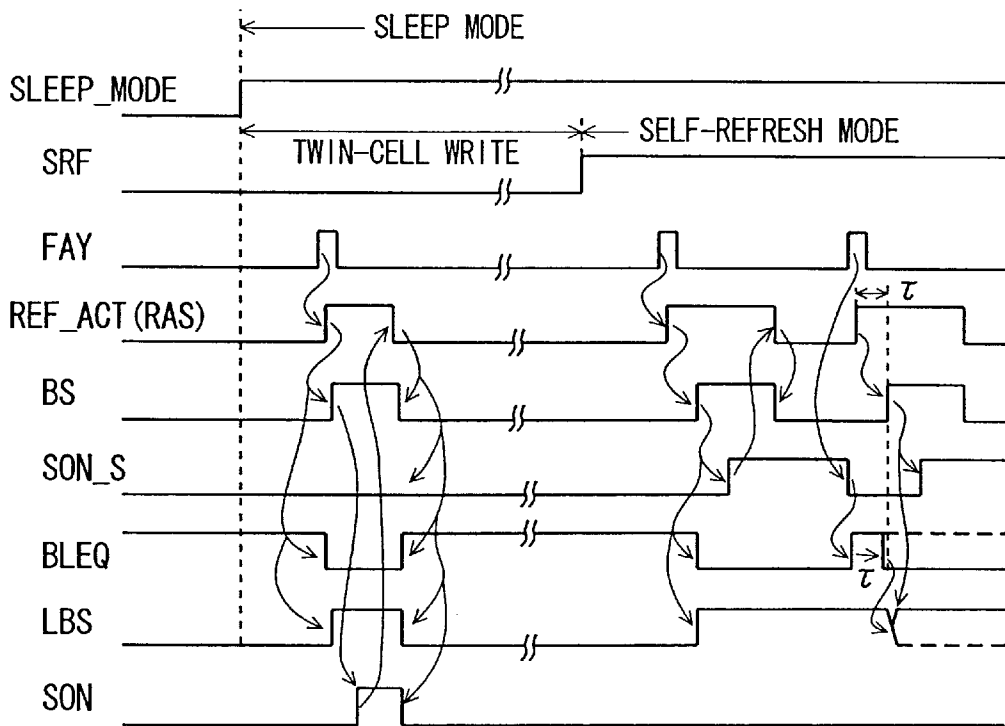 SLEEP MODE
SLEEP_MODE
SELF-REFRESH MODE
TWIN-CELL WRITE
SRF
FAY
τ
REF_ACT(RAS)
BS
SON_S
BLEQ
τ
LBS
SON